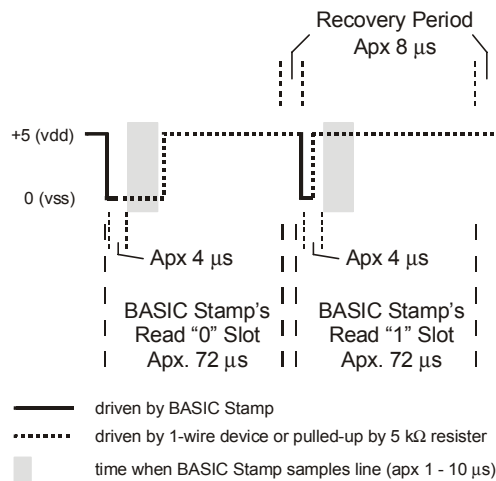 Recovery Period
Apx 8 μs
+5 (vdd)
0 (vss)
Apx 4 μs
Apx 4 μs
BASIC Stamp's
Read "0" Slot
Apx. 72 μs
BASIC Stamp's
Read "1" Slot
Apx. 72 μs
driven by BASIC Stamp
driven by 1-wire device or pulled-up by 5 kΩ resister
time when BASIC Stamp samples line (apx 1 - 10 μs)